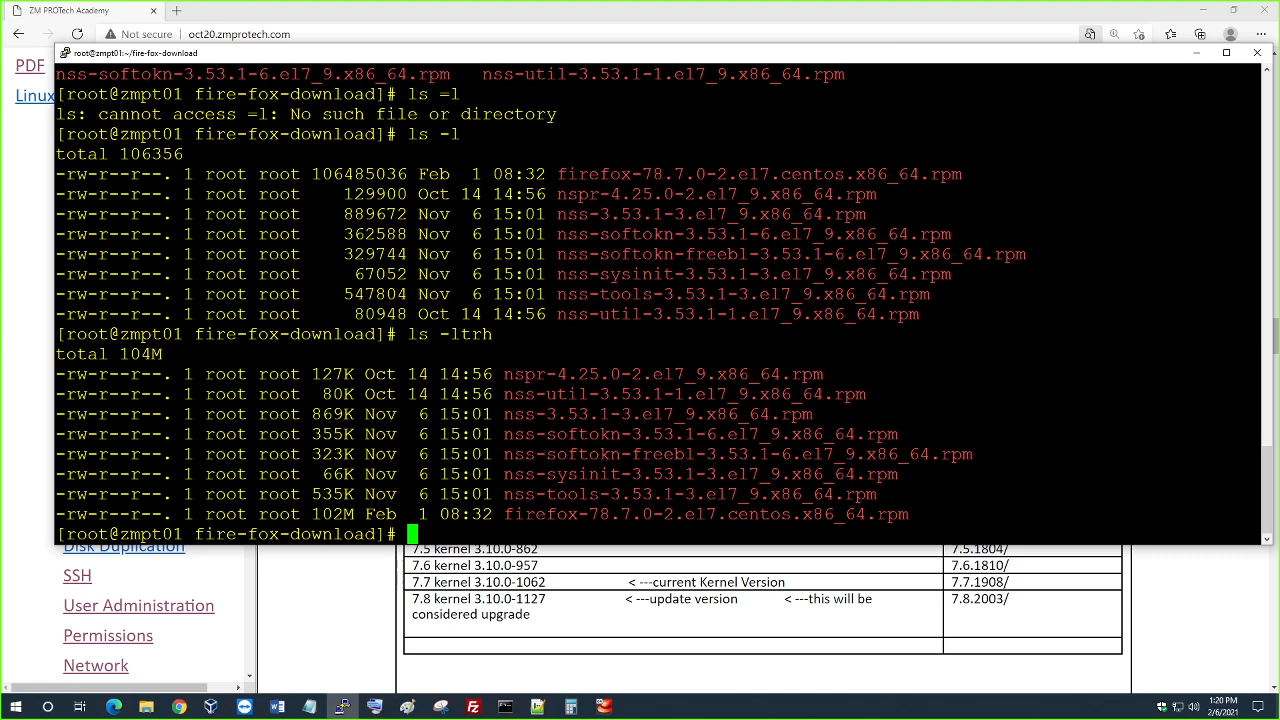 ZM PROTech Academy
Not secure
oct20.zmprotech.com
PDF
Linux
root@zmpt01:~/fire-fox-download
nss-softokn-3.53.1-6.el7_9.x86_64.rpm   nss-util-3.53.1-1.el7_9.x86_64.rpm
[root@zmpt01 fire-fox-download]# ls =l
ls: cannot access =l: No such file or directory
[root@zmpt01 fire-fox-download]# ls -l
total 106356
-rw-r--r--. 1 root root 106485036 Feb  1 08:32 firefox-78.7.0-2.el7.centos.x86_64.rpm
-rw-r--r--. 1 root root    129900 Oct 14 14:56 nspr-4.25.0-2.el7_9.x86_64.rpm
-rw-r--r--. 1 root root    889672 Nov  6 15:01 nss-3.53.1-3.el7_9.x86_64.rpm
-rw-r--r--. 1 root root    362588 Nov  6 15:01 nss-softokn-3.53.1-6.el7_9.x86_64.rpm
-rw-r--r--. 1 root root    329744 Nov  6 15:01 nss-softokn-freebl-3.53.1-6.el7_9.x86_64.rpm
-rw-r--r--. 1 root root     67052 Nov  6 15:01 nss-sysinit-3.53.1-3.el7_9.x86_64.rpm
-rw-r--r--. 1 root root    547804 Nov  6 15:01 nss-tools-3.53.1-3.el7_9.x86_64.rpm
-rw-r--r--. 1 root root     80948 Oct 14 14:56 nss-util-3.53.1-1.el7_9.x86_64.rpm
[root@zmpt01 fire-fox-download]# ls -ltrh
total 104M
-rw-r--r--. 1 root root 127K Oct 14 14:56 nspr-4.25.0-2.el7_9.x86_64.rpm
-rw-r--r--. 1 root root  80K Oct 14 14:56 nss-util-3.53.1-1.el7_9.x86_64.rpm
-rw-r--r--. 1 root root 869K Nov  6 15:01 nss-3.53.1-3.el7_9.x86_64.rpm
-rw-r--r--. 1 root root 355K Nov  6 15:01 nss-softokn-3.53.1-6.el7_9.x86_64.rpm
-rw-r--r--. 1 root root 323K Nov  6 15:01 nss-softokn-freebl-3.53.1-6.el7_9.x86_64.rpm
-rw-r--r--. 1 root root  66K Nov  6 15:01 nss-sysinit-3.53.1-3.el7_9.x86_64.rpm
-rw-r--r--. 1 root root 535K Nov  6 15:01 nss-tools-3.53.1-3.el7_9.x86_64.rpm
-rw-r--r--. 1 root root 102M Feb  1 08:32 firefox-78.7.0-2.el7.centos.x86_64.rpm
[root@zmpt01 fire-fox-download]#
Disk Duplication
SSH
User Administration
Permissions
Network
7.5 kernel 3.10.0-862 7.5.1804/
7.6 kernel 3.10.0-957 7.6.1810/
7.7 kernel 3.10.0-1062 < ---current Kernel Version 7.7.1908/
7.8 kernel 3.10.0-1127 < ---update version < ---this will be 7.8.2003/
considered upgrade
1:20 PM
2/6/2021